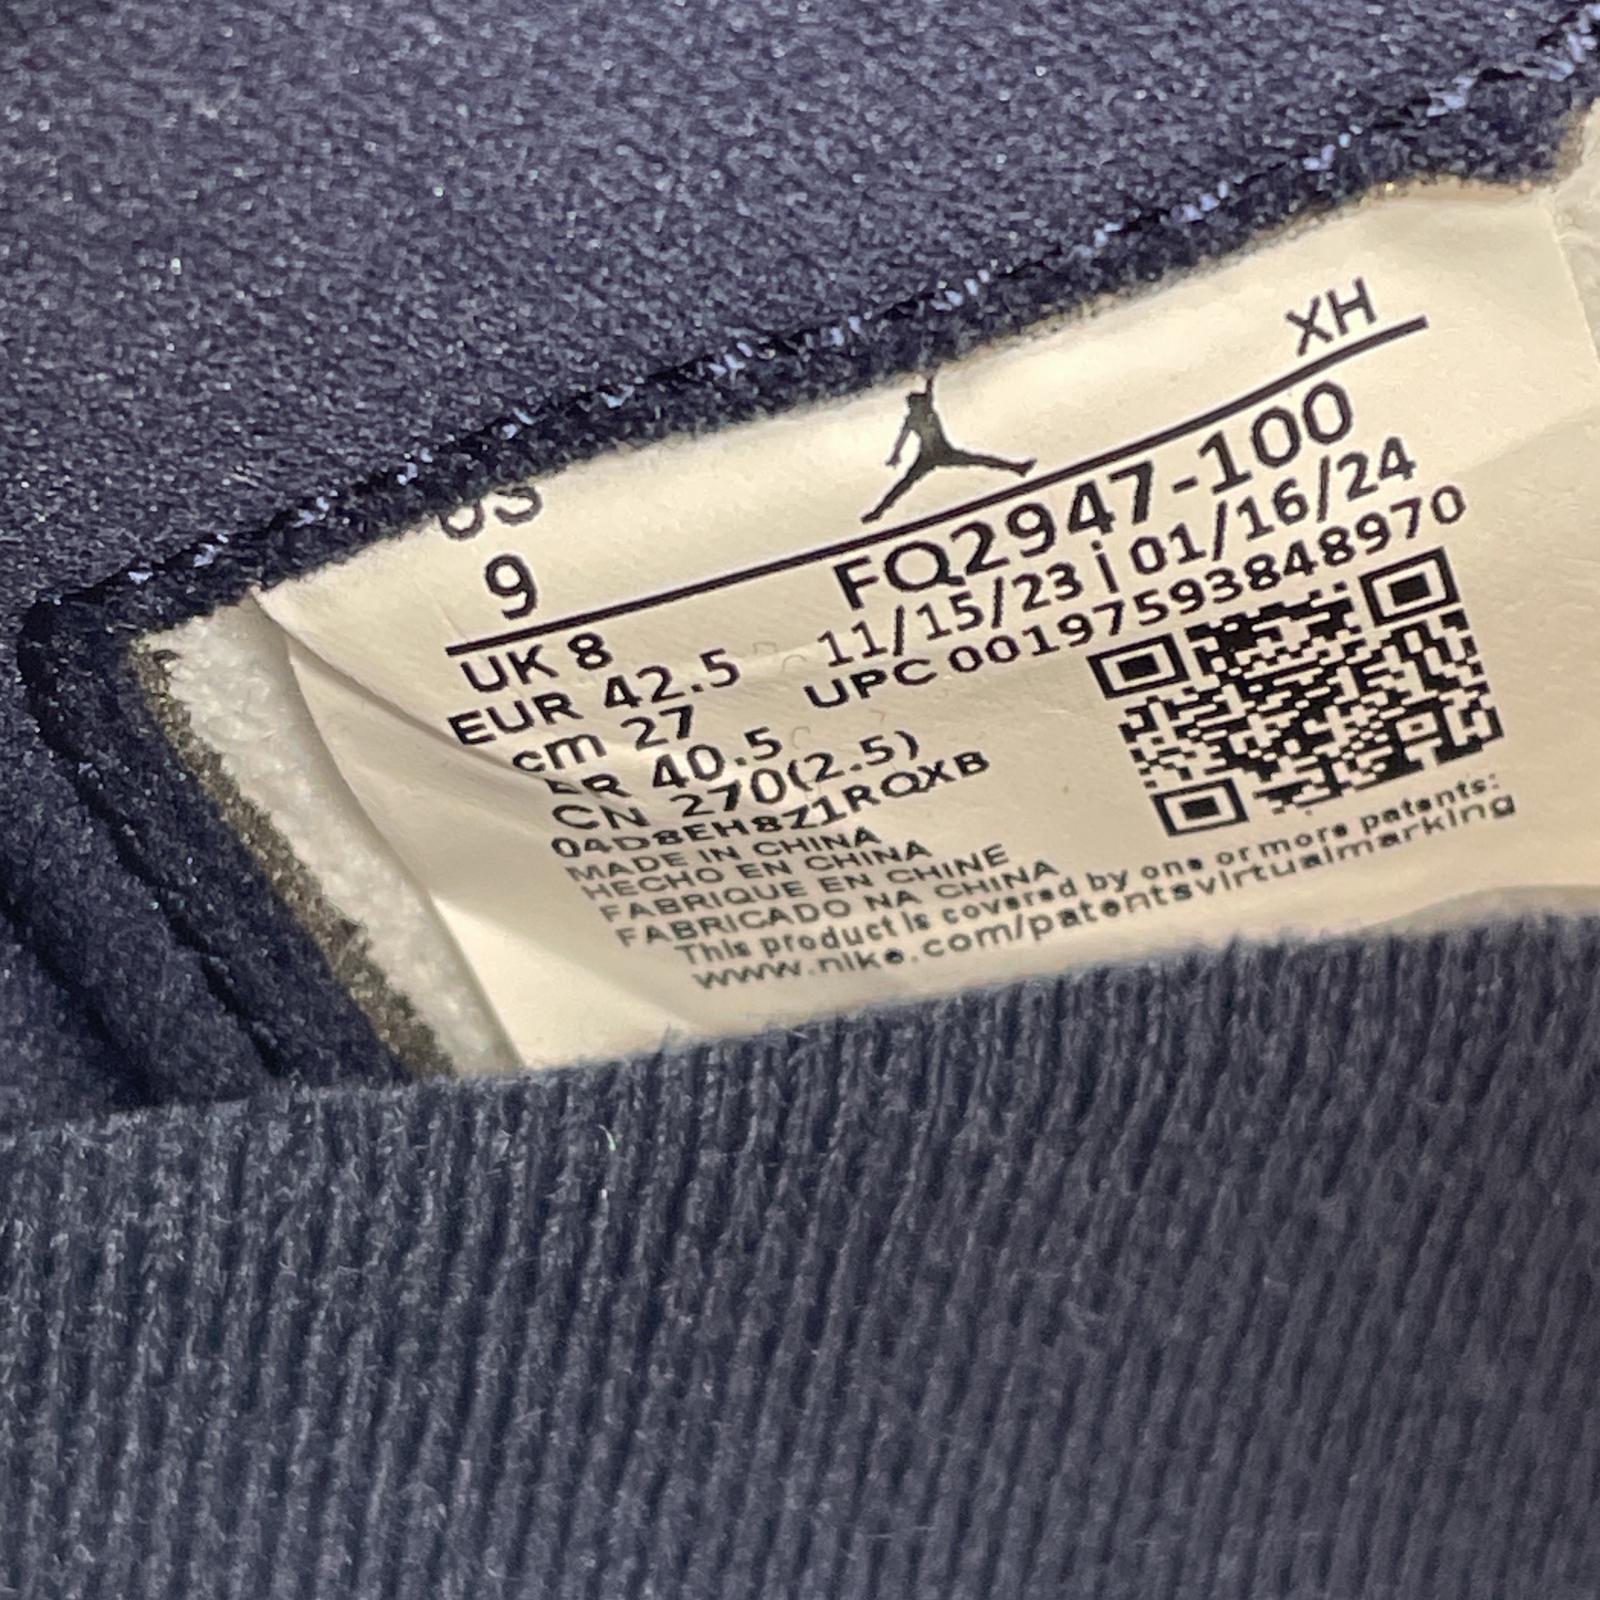 XH
US
9
FQ2947-100
11/15/23 | 01/16/24
UPC 00197593848970
UK 8
EUR 42.5
cm 27
BR 40.5
CN 270(2.5)
04D8EH8Z1RQXB
MADE IN CHINA
HECHO EN CHINA
FABRIQUE EN CHINE
FABRICADO NA CHINA
This product is covered by one or more patents:
www.nike.com/patentsvirtualmarking